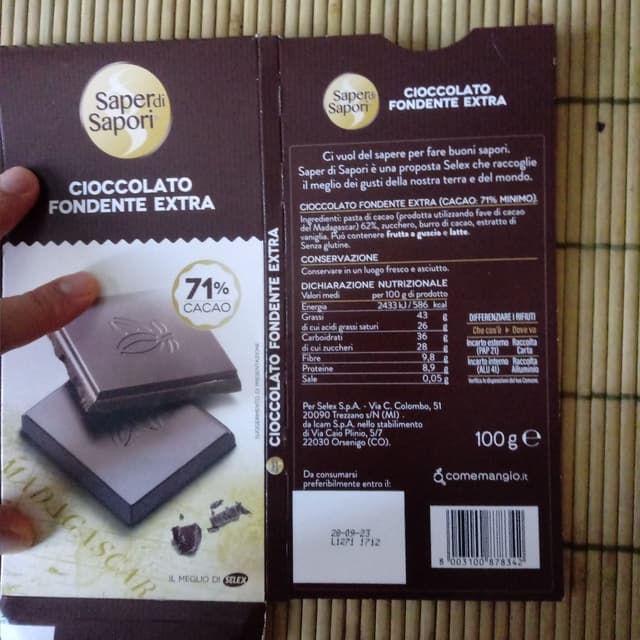 Saper di
Sapori
CIOCCOLATO
FONDENTE EXTRA
71%
CACAO
SUGGERIMENTO DI PRESENTAZIONE
MADAGASCAR
IL MEGLIO DI SELEX
CIOCCOLATO FONDENTE EXTRA
Saper di
Sapori
CIOCCOLATO
FONDENTE EXTRA
Ci vuol del sapere per fare buoni sapori.
Saper di Sapori è una proposta Selex che raccoglie
il meglio dei gusti della nostra terra e del mondo.
CIOCCOLATO FONDENTE EXTRA (CACAO: 71% MINIMO).
Ingredienti: pasta di cacao (prodotta utilizzando fave di cacao
del Madagascar) 62%, zucchero, burro di cacao, estratto di
vaniglia. Può contenere frutta a guscio e latte.
Senza glutine.
CONSERVAZIONE
Conservare in un luogo fresco e asciutto.
DICHIARAZIONE NUTRIZIONALE
Valori medi per 100 g di prodotto
Energia 2433 kJ / 586 kcal
Grassi 43 g
di cui acidi grassi saturi 26 g
Carboidrati 36 g
di cui zuccheri 28 g
Fibre 9,8 g
Proteine 8,9 g
Sale 0,05 g
DIFFERENZIARE I RIFIUTI
Che cos'è Dove va
Incarto esterno Raccolta
(PAP 21) Carta
Incarto interno Raccolta
(ALU 41) Alluminio
Verifica le disposizioni del tuo Comune.
Per Selex S.p.A. - Via C. Colombo, 51
20090 Trezzano s/N (MI)
da Icam S.p.A. nello stabilimento
di Via Caio Plinio, 5/7
22030 Orsenigo (CO).
100 g e
Da consumarsi
preferibilmente entro il:
comemangio.it
28-09-23
L1271 1712
8 003100 878342